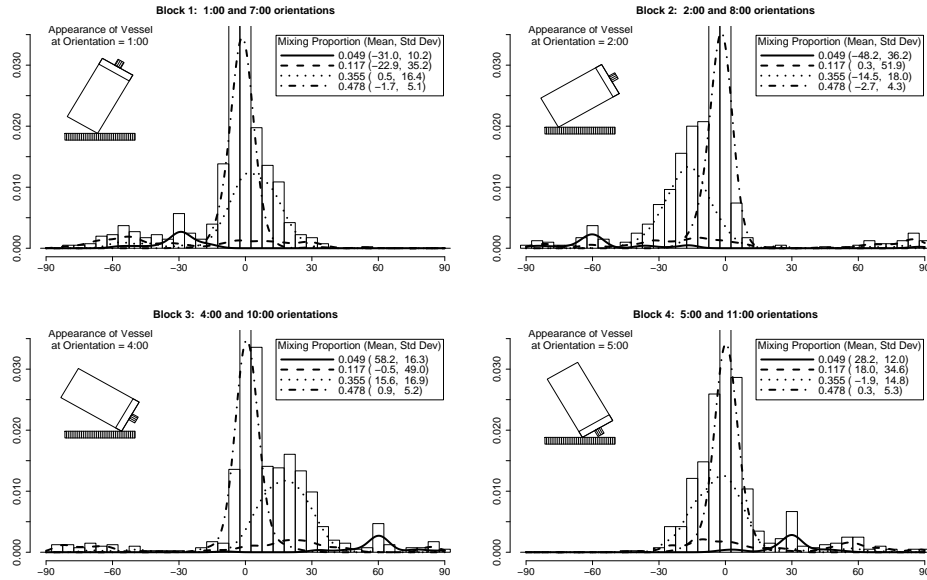 Block 1: 1:00 and 7:00 orientations
Appearance of Vessel
at Orientation = 1:00
Mixing Proportion (Mean, Std Dev)
0.049 (−31.0, 10.2)
0.117 (−22.9, 35.2)
0.355 ( 0.5, 16.4)
0.478 ( −1.7, 5.1)
0.000 0.010 0.020 0.030
−90 −60 −30 0 30 60 90
Block 2: 2:00 and 8:00 orientations
Appearance of Vessel
at Orientation = 2:00
Mixing Proportion (Mean, Std Dev)
0.049 (−48.2, 36.2)
0.117 ( 0.3, 51.9)
0.355 (−14.5, 18.0)
0.478 ( −2.7, 4.3)
0.000 0.010 0.020 0.030
−90 −60 −30 0 30 60 90
Block 3: 4:00 and 10:00 orientations
Appearance of Vessel
at Orientation = 4:00
Mixing Proportion (Mean, Std Dev)
0.049 ( 58.2, 16.3)
0.117 ( −0.5, 49.0)
0.355 ( 15.6, 16.9)
0.478 ( 0.9, 5.2)
0.000 0.010 0.020 0.030
−90 −60 −30 0 30 60 90
Block 4: 5:00 and 11:00 orientations
Appearance of Vessel
at Orientation = 5:00
Mixing Proportion (Mean, Std Dev)
0.049 ( 28.2, 12.0)
0.117 ( 18.0, 34.6)
0.355 ( −1.9, 14.8)
0.478 ( 0.3, 5.3)
0.000 0.010 0.020 0.030
−90 −60 −30 0 30 60 90